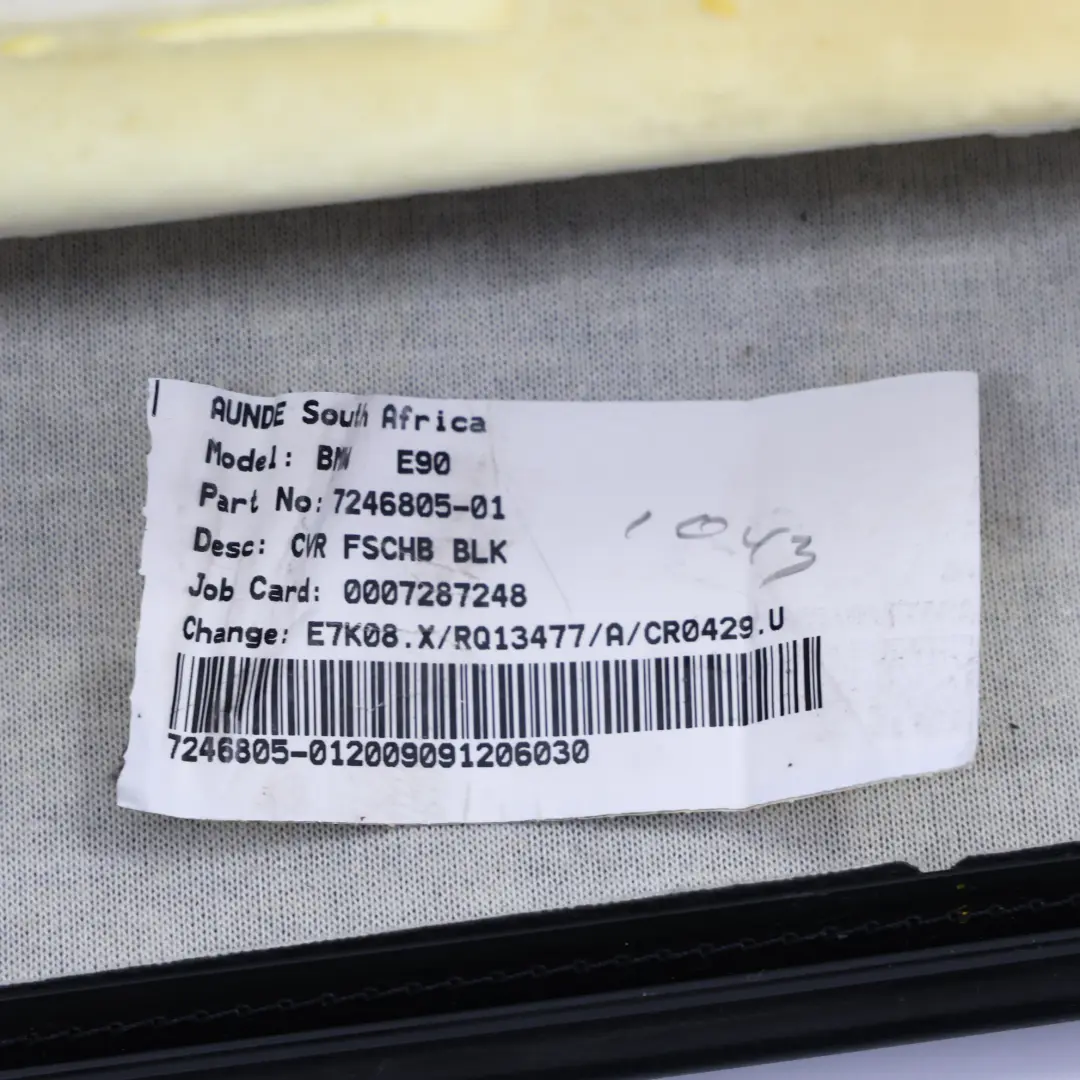 AUNDE South Africa
Model: BMW E90
Part No: 7246805-01
Desc: CVR FSCHB BLK
Job Card: 0007287248
Change: E7K08.X/RQ13477/A/CR0429.U
7246805-012009091206030
1043